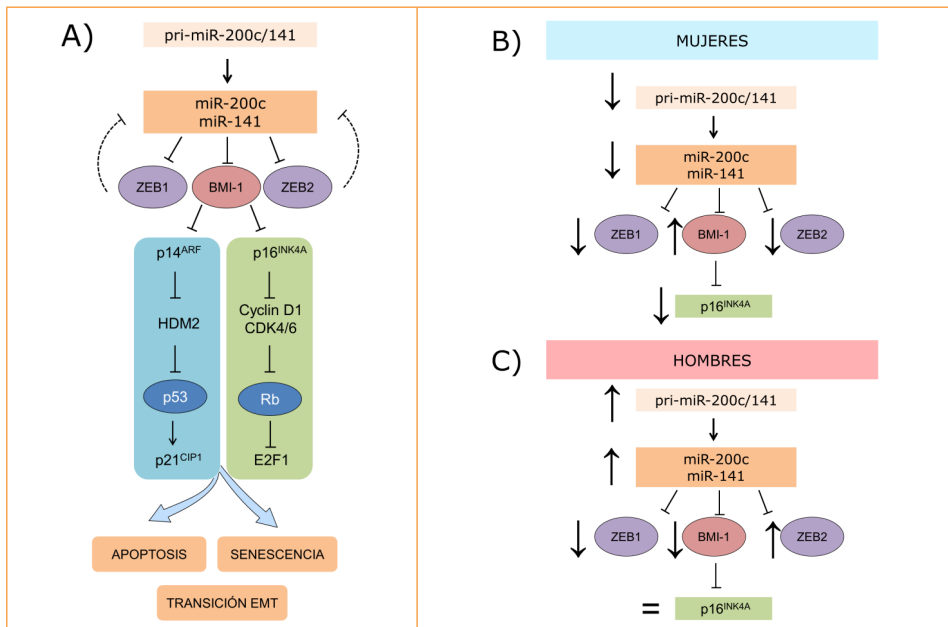 A)
pri-miR-200c/141
miR-200c
miR-141
ZEB1
BMI-1
ZEB2
p14ᴬᴿᶠ
p16ᴵᴺᴷ⁴ᴬ
HDM2
Cyclin D1
CDK4/6
p53
Rb
p21ᶜᴵᴾ¹
E2F1
APOPTOSIS
SENESCENCIA
TRANSICIÓN EMT
B)
MUJERES
pri-miR-200c/141
miR-200c
miR-141
ZEB1
BMI-1
ZEB2
p16ᴵᴺᴷ⁴ᴬ
C)
HOMBRES
pri-miR-200c/141
miR-200c
miR-141
ZEB1
BMI-1
ZEB2
= p16ᴵᴺᴷ⁴ᴬ